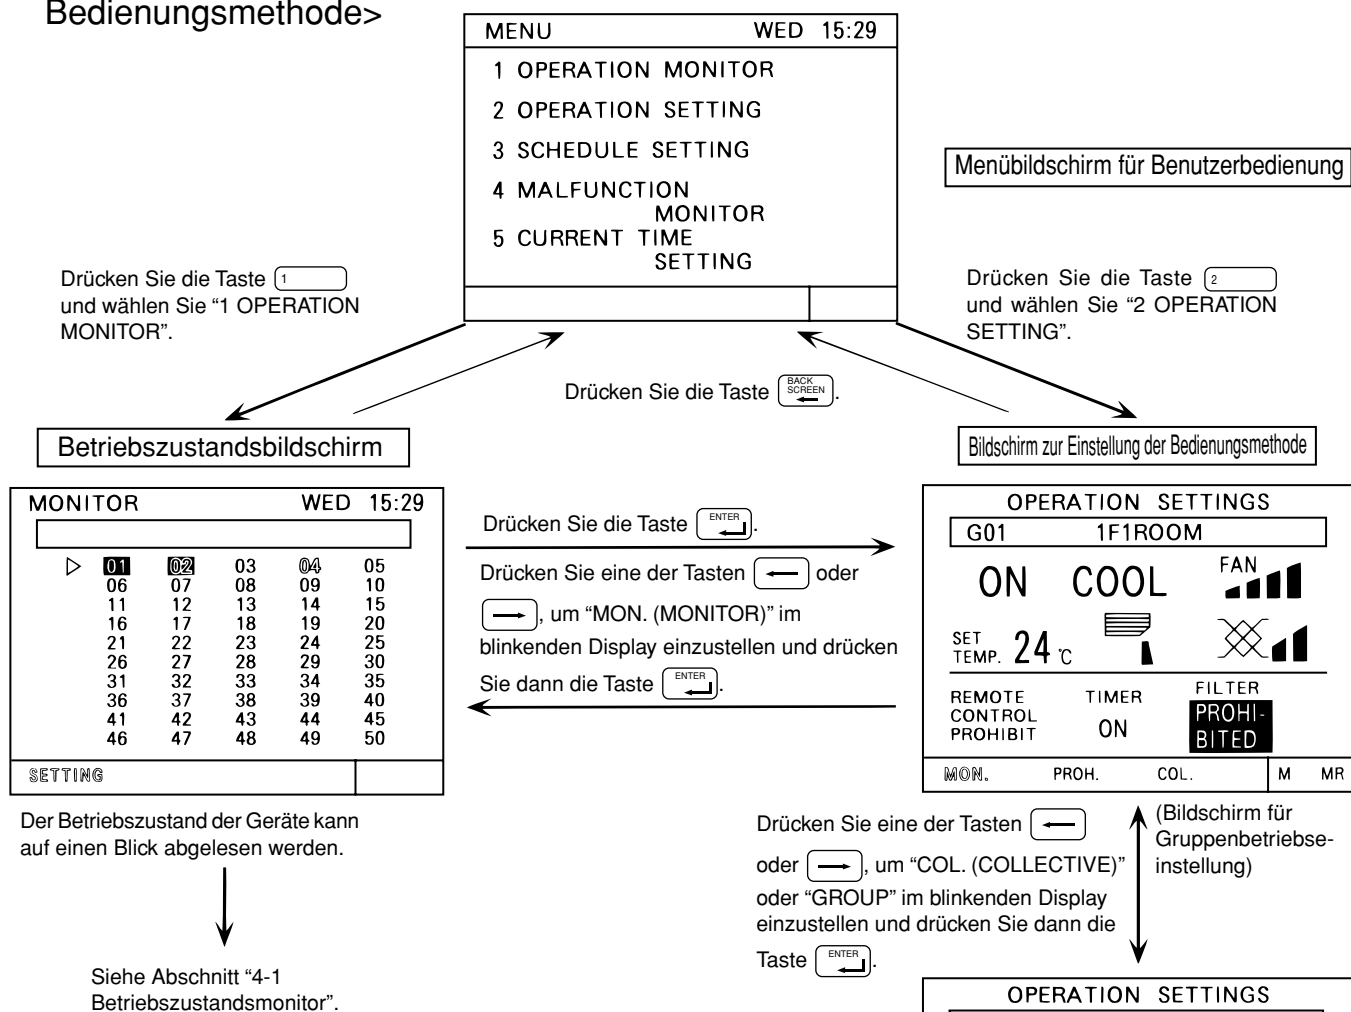 Bedienungsmethode>
MENU WED 15:29
1 OPERATION MONITOR
2 OPERATION SETTING
3 SCHEDULE SETTING
4 MALFUNCTION
MONITOR
5 CURRENT TIME
SETTING
Menübildschirm für Benutzerbedienung
Drücken Sie die Taste 1
und wählen Sie “1 OPERATION
MONITOR”.
Drücken Sie die Taste 2
und wählen Sie “2 OPERATION
SETTING”.
Drücken Sie die Taste BACK SCREEN ←.
Betriebszustandsbildschirm
Bildschirm zur Einstellung der Bedienungsmethode
MONITOR WED 15:29
▷ 01 02 03 04 05
06 07 08 09 10
11 12 13 14 15
16 17 18 19 20
21 22 23 24 25
26 27 28 29 30
31 32 33 34 35
36 37 38 39 40
41 42 43 44 45
46 47 48 49 50
SETTING
Drücken Sie die Taste ENTER.
Drücken Sie eine der Tasten ← oder
→, um “MON. (MONITOR)” im
blinkenden Display einzustellen und drücken
Sie dann die Taste ENTER.
OPERATION SETTINGS
G01 1F1ROOM
ON COOL FAN
SET
TEMP. 24 °C
REMOTE
CONTROL
PROHIBIT
TIMER
ON
FILTER
PROHI-
BITED
MON. PROH. COL. M MR
Der Betriebszustand der Geräte kann
auf einen Blick abgelesen werden.
Siehe Abschnitt “4-1
Betriebszustandsmonitor”.
Drücken Sie eine der Tasten ←
oder →, um “COL. (COLLECTIVE)”
oder “GROUP” im blinkenden Display
einzustellen und drücken Sie dann die
Taste ENTER.
(Bildschirm für
Gruppenbetriebse-
instellung)
OPERATION SETTINGS